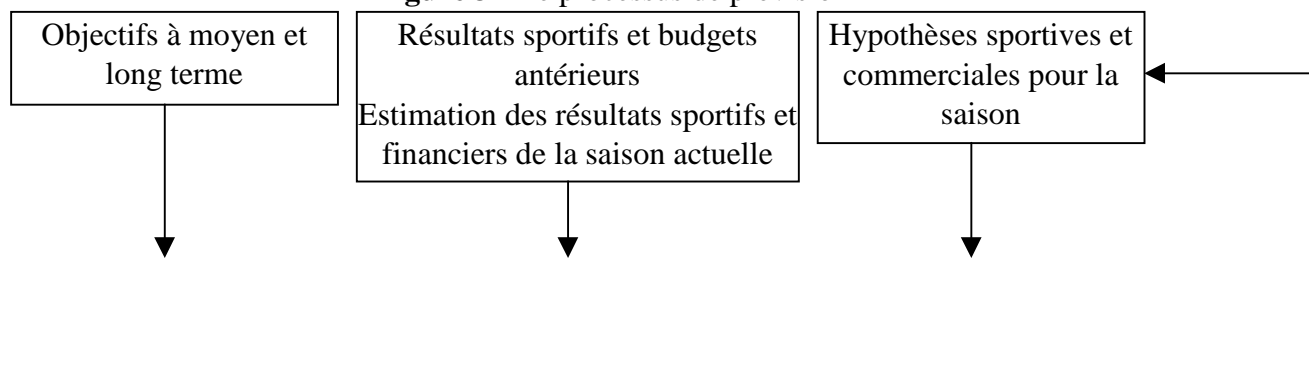 Objectifs à moyen et
long terme
Résultats sportifs et budgets
antérieurs
Estimation des résultats sportifs et
financiers de la saison actuelle
Hypothèses sportives et
commerciales pour la
saison